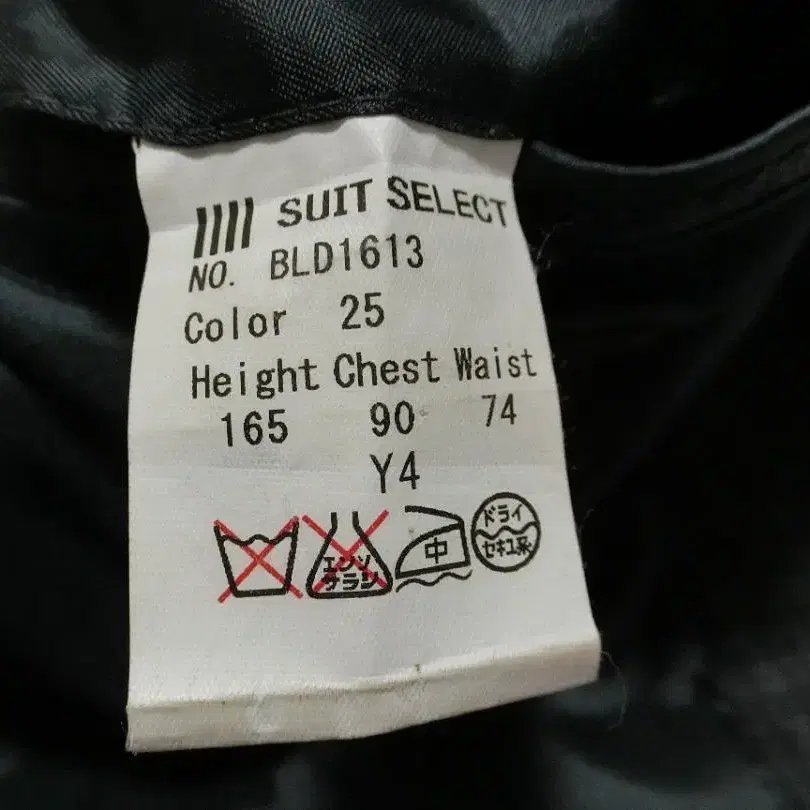 SUIT SELECT
NO. BLD1613
Color 25
Height Chest Waist
165 90 74
Y4
エンソ
サラシ
中
ドライ
セキユ系